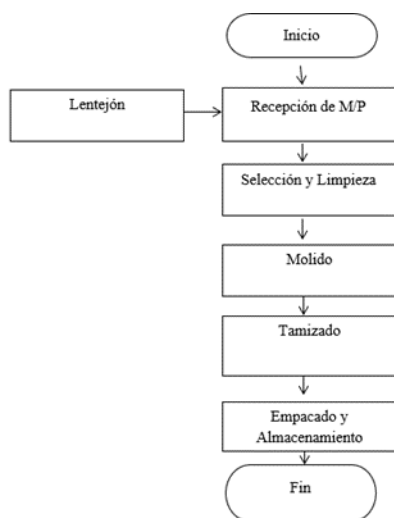 Inicio
Lentejón
Recepción de M/P
Selección y Limpieza
Molido
Tamizado
Empacado y
Almacenamiento
Fin